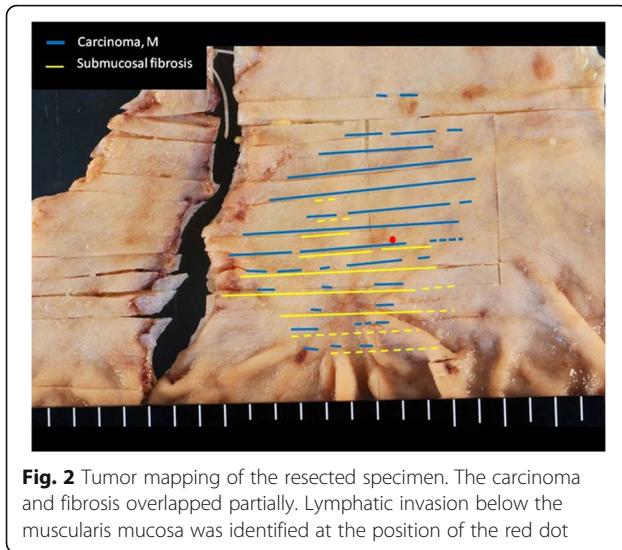 Carcinoma, M
Submucosal fibrosis
Fig. 2 Tumor mapping of the resected specimen. The carcinoma
and fibrosis overlapped partially. Lymphatic invasion below the
muscularis mucosa was identified at the position of the red dot